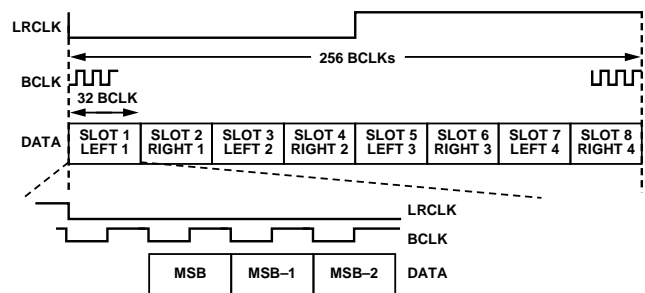 LRCLK
256 BCLKs
BCLK
32 BCLK
DATA
SLOT 1 LEFT 1
SLOT 2 RIGHT 1
SLOT 3 LEFT 2
SLOT 4 RIGHT 2
SLOT 5 LEFT 3
SLOT 6 RIGHT 3
SLOT 7 LEFT 4
SLOT 8 RIGHT 4
LRCLK
BCLK
MSB
MSB–1
MSB–2
DATA